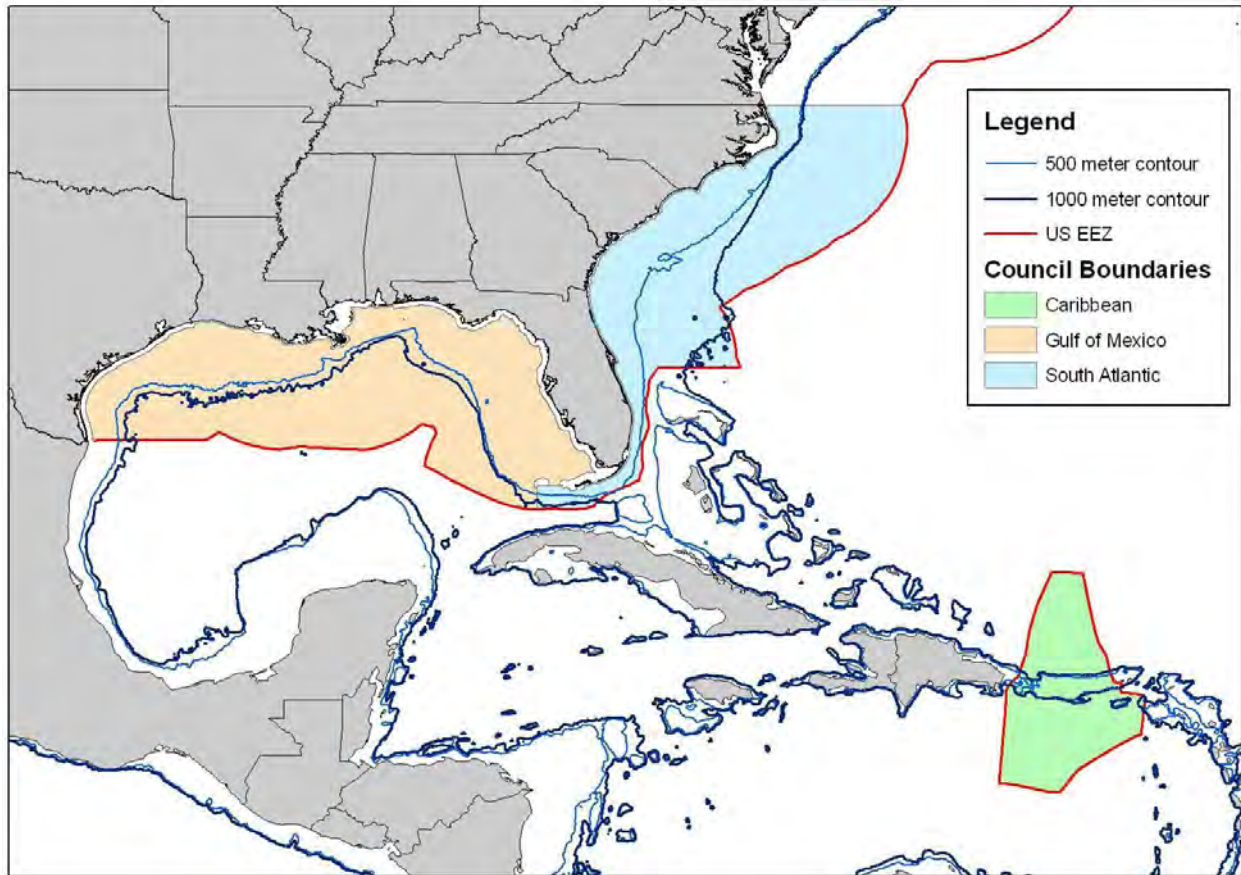 Legend
500 meter contour
1000 meter contour
US EEZ
Council Boundaries
Caribbean
Gulf of Mexico
South Atlantic